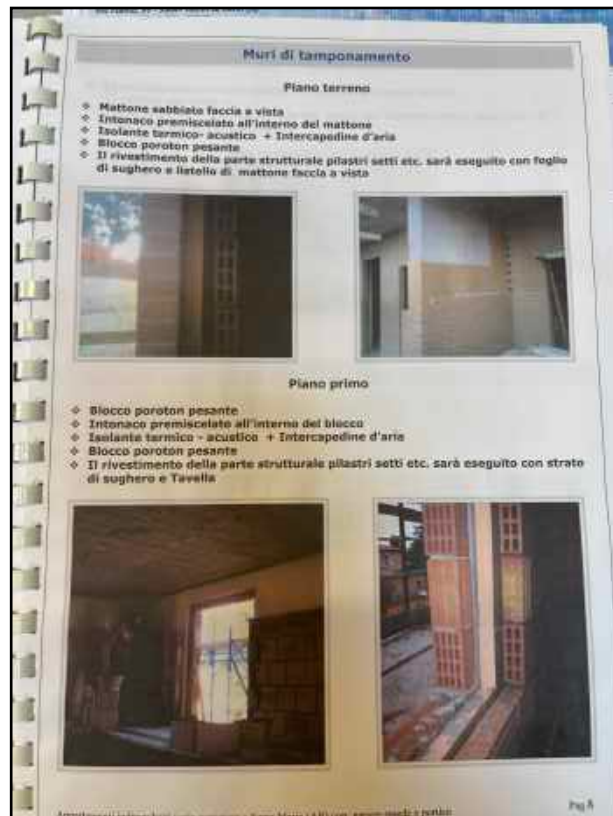 Muri di tamponamento
Piano terreno
❖ Mattone sabbiato faccia a vista
❖ Intonaco premiscelato all'interno del mattone
❖ Isolante termico- acustico + Intercapedine d'aria
❖ Blocco poroton pesante
❖ Il rivestimento della parte strutturale pilastri setti etc. sarà eseguito con foglio
di sughero e listello di mattone faccia a vista
Piano primo
❖ Blocco poroton pesante
❖ Intonaco premiscelato all'interno del blocco
❖ Isolante termico - acustico + Intercapedine d'aria
❖ Blocco poroton pesante
❖ Il rivestimento della parte strutturale pilastri setti etc. sarà eseguito con strato
di sughero e Tavella